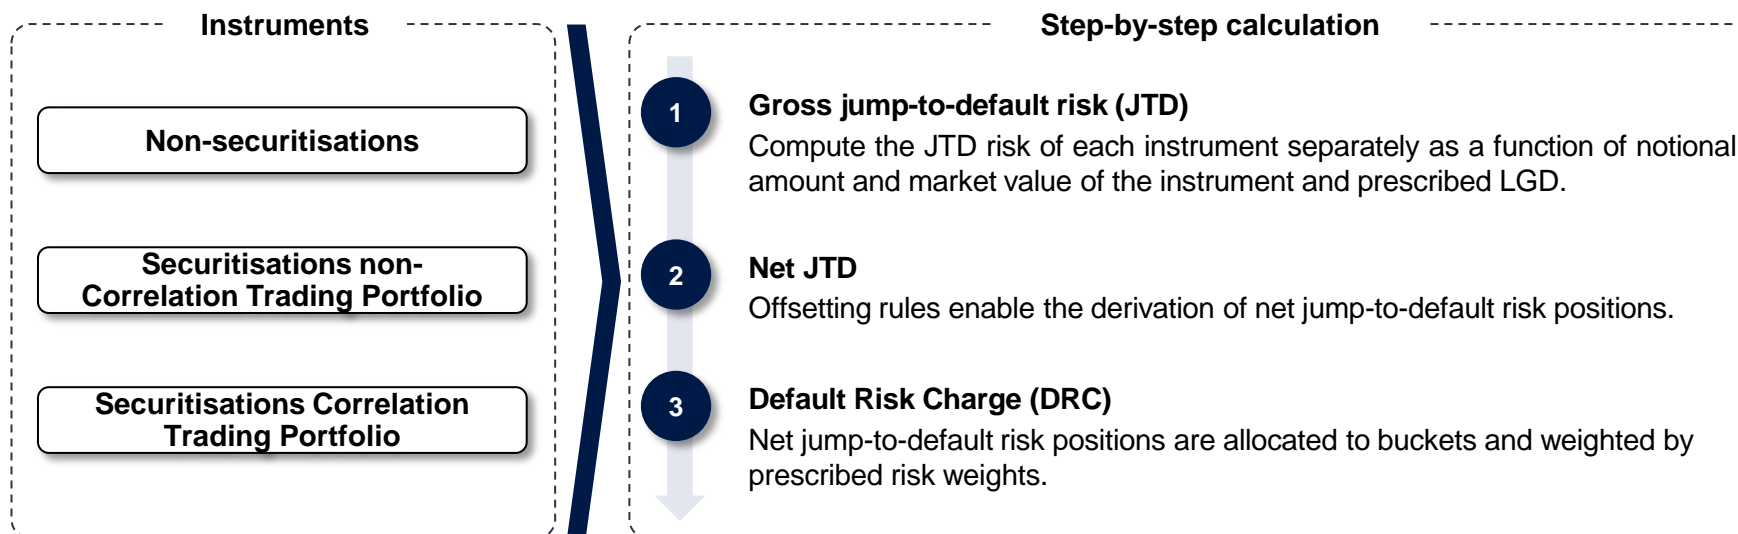 Instruments
Non-securitisations
Securitisations non-
Correlation Trading Portfolio
Securitisations Correlation
Trading Portfolio
Step-by-step calculation
1
Gross jump-to-default risk (JTD)
Compute the JTD risk of each instrument separately as a function of notional
amount and market value of the instrument and prescribed LGD.
2
Net JTD
Offsetting rules enable the derivation of net jump-to-default risk positions.
3
Default Risk Charge (DRC)
Net jump-to-default risk positions are allocated to buckets and weighted by
prescribed risk weights.